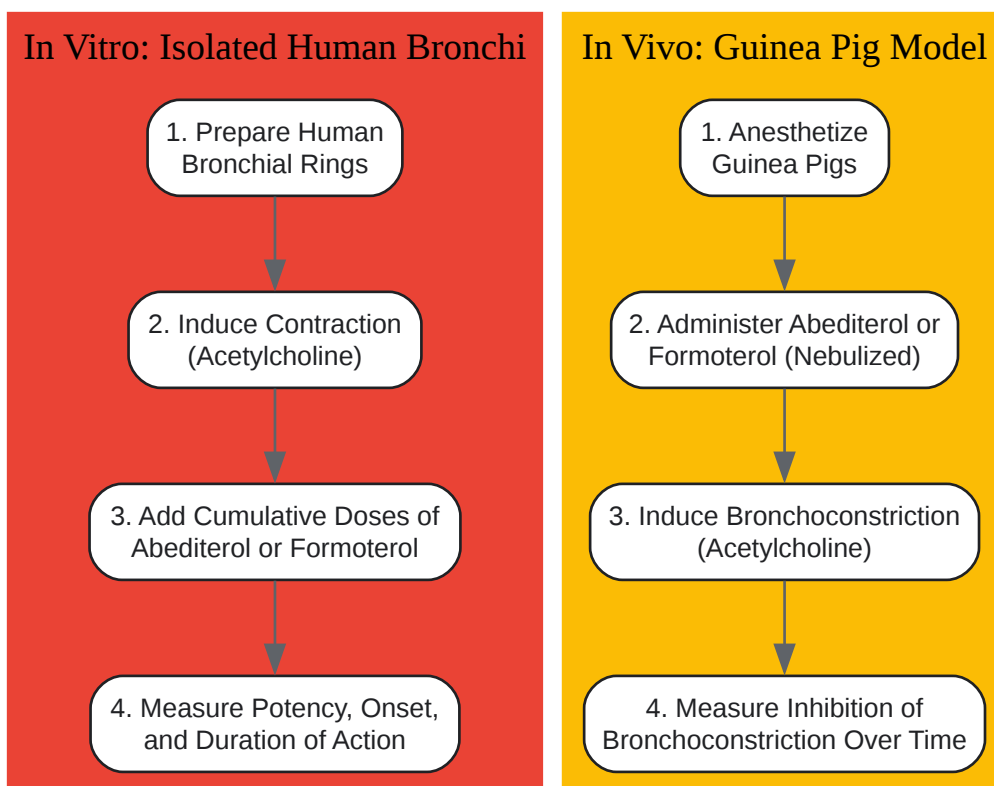 In Vitro: Isolated Human Bronchi
1. Prepare Human
Bronchial Rings
2. Induce Contraction
(Acetylcholine)
3. Add Cumulative Doses of
Abediterol or Formoterol
4. Measure Potency, Onset,
and Duration of Action
In Vivo: Guinea Pig Model
1. Anesthetize
Guinea Pigs
2. Administer Abediterol or
Formoterol (Nebulized)
3. Induce Bronchoconstriction
(Acetylcholine)
4. Measure Inhibition of
Bronchoconstriction Over Time